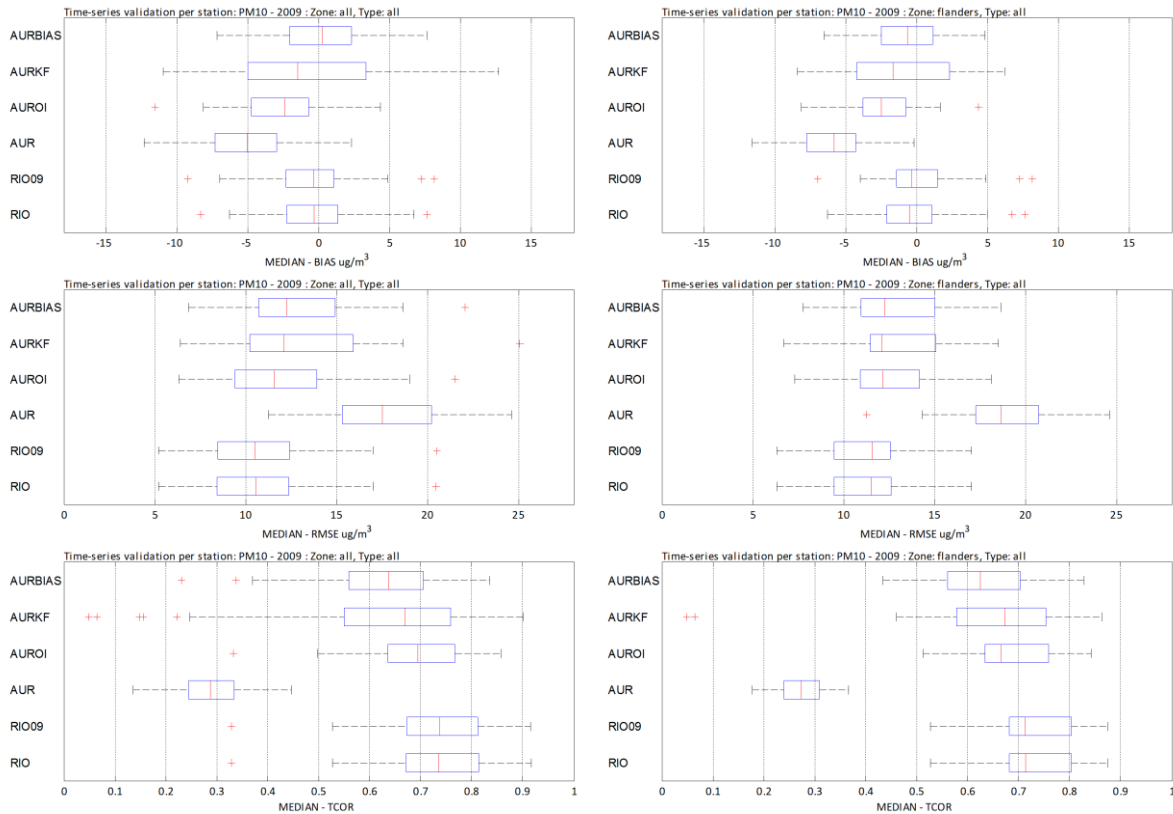 Time-series validation per station: PM10 - 2009 : Zone: all, Type: all
AURBIAS
AURKF
AUROI
AUR
RIO09
RIO
-15 -10 -5 0 5 10 15
MEDIAN - BIAS ug/m³
Time-series validation per station: PM10 - 2009 : Zone: flanders, Type: all
AURBIAS
AURKF
AUROI
AUR
RIO09
RIO
-15 -10 -5 0 5 10 15
MEDIAN - BIAS ug/m³
Time-series validation per station: PM10 - 2009 : Zone: all, Type: all
AURBIAS
AURKF
AUROI
AUR
RIO09
RIO
0 5 10 15 20 25
MEDIAN - RMSE ug/m³
Time-series validation per station: PM10 - 2009 : Zone: flanders, Type: all
AURBIAS
AURKF
AUROI
AUR
RIO09
RIO
0 5 10 15 20 25
MEDIAN - RMSE ug/m³
Time-series validation per station: PM10 - 2009 : Zone: all, Type: all
AURBIAS
AURKF
AUROI
AUR
RIO09
RIO
0 0.1 0.2 0.3 0.4 0.5 0.6 0.7 0.8 0.9 1
MEDIAN - TCOR
Time-series validation per station: PM10 - 2009 : Zone: flanders, Type: all
AURBIAS
AURKF
AUROI
AUR
RIO09
RIO
0 0.1 0.2 0.3 0.4 0.5 0.6 0.7 0.8 0.9 1
MEDIAN - TCOR